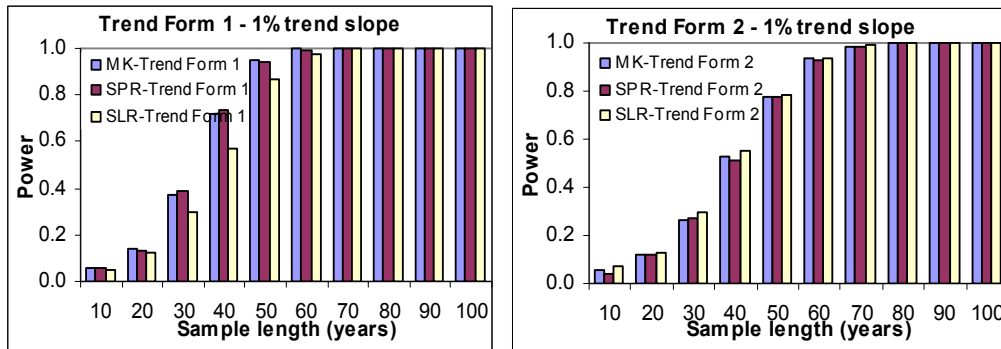 Trend Form 1 - 1% trend slope
1.0
0.8
0.6
0.4
0.2
0.0
Power
MK-Trend Form 1
SPR-Trend Form 1
SLR-Trend Form 1
10 20 30 40 50 60 70 80 90 100
Sample length (years)
Trend Form 2 - 1% trend slope
1.0
0.8
0.6
0.4
0.2
0.0
Power
MK-Trend Form 2
SPR-Trend Form 2
SLR-Trend Form 2
10 20 30 40 50 60 70 80 90 100
Sample length (years)